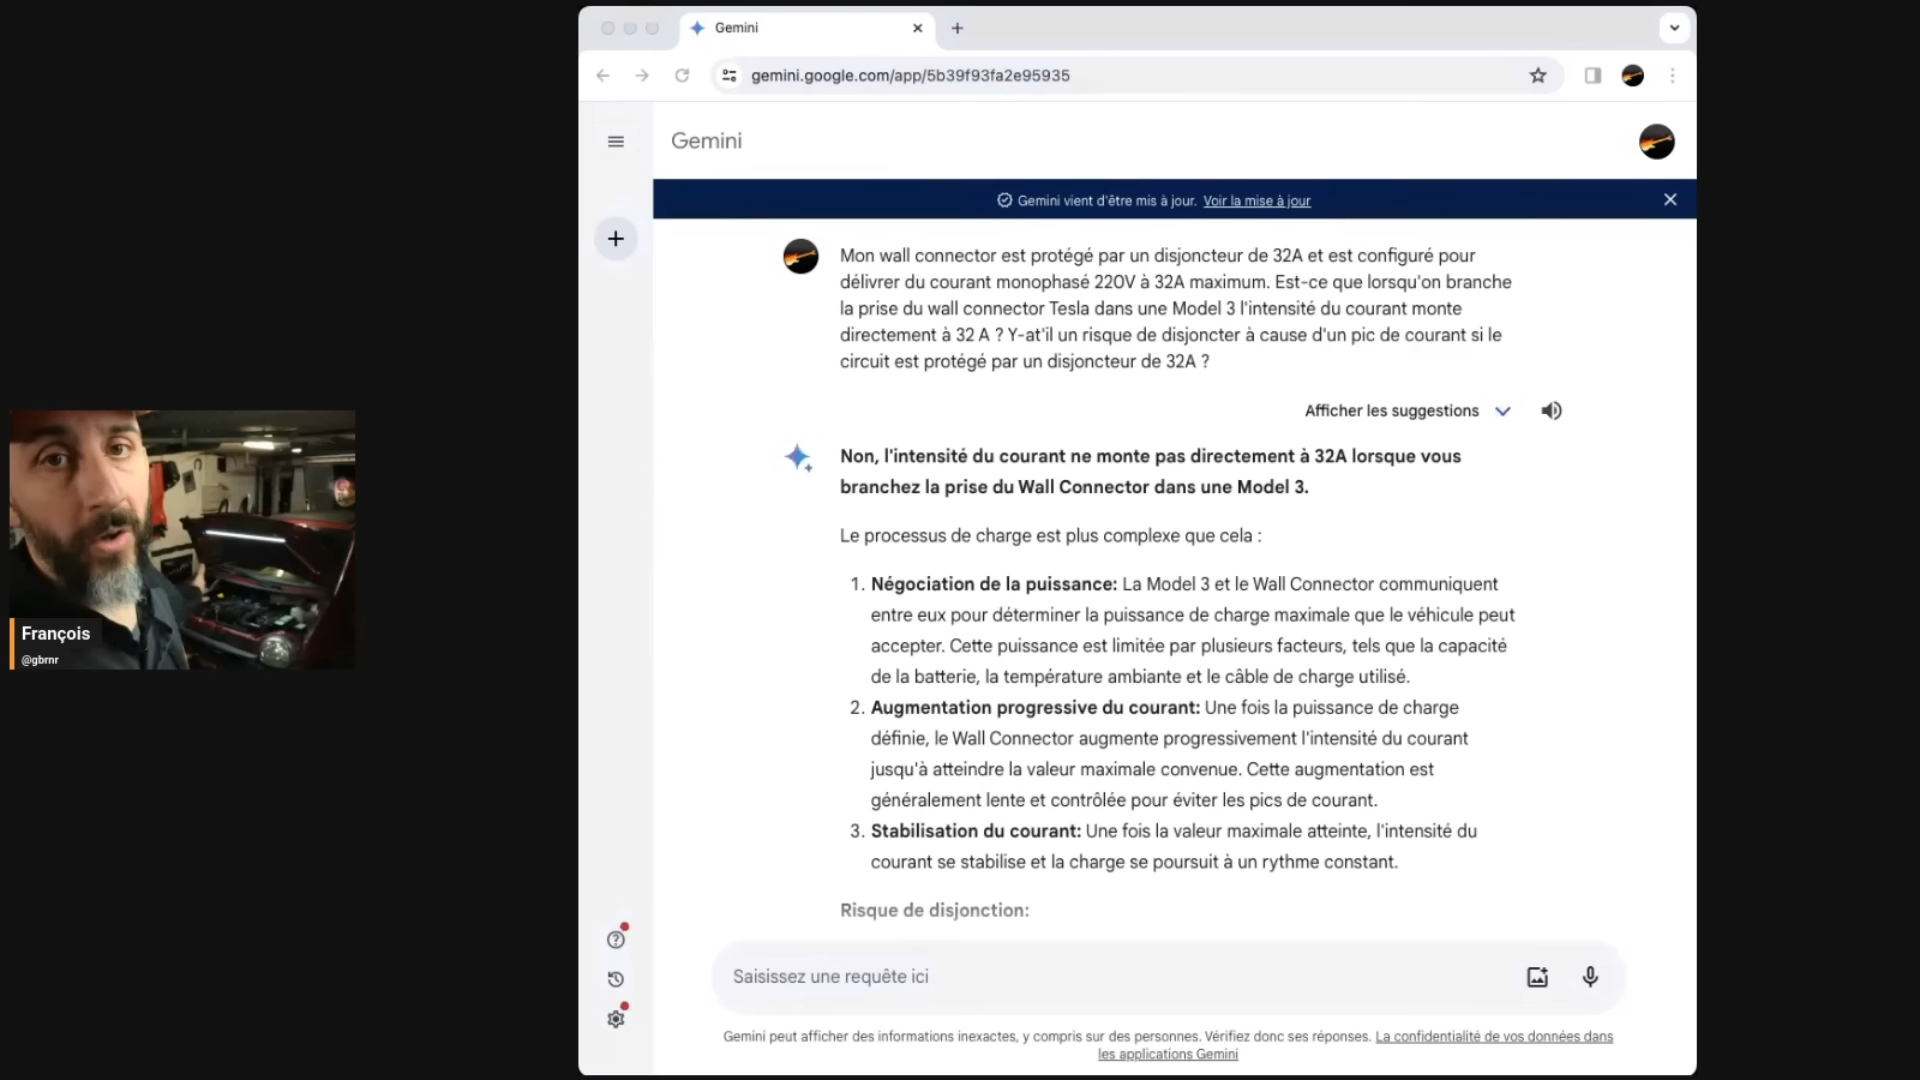 Gemini
gemini.google.com/app/5b39f93fa2e95935
Gemini
Gemini vient d'être mis à jour. Voir la mise à jour
Mon wall connector est protégé par un disjoncteur de 32A et est configuré pour
délivrer du courant monophasé 220V à 32A maximum. Est-ce que lorsqu'on branche
la prise du wall connector Tesla dans une Model 3 l'intensité du courant monte
directement à 32 A ? Y-at'il un risque de disjoncter à cause d'un pic de courant si le
circuit est protégé par un disjoncteur de 32A ?
Afficher les suggestions
Non, l'intensité du courant ne monte pas directement à 32A lorsque vous
branchez la prise du Wall Connector dans une Model 3.
Le processus de charge est plus complexe que cela :
1. Négociation de la puissance: La Model 3 et le Wall Connector communiquent
entre eux pour déterminer la puissance de charge maximale que le véhicule peut
accepter. Cette puissance est limitée par plusieurs facteurs, tels que la capacité
de la batterie, la température ambiante et le câble de charge utilisé.
2. Augmentation progressive du courant: Une fois la puissance de charge
définie, le Wall Connector augmente progressivement l'intensité du courant
jusqu'à atteindre la valeur maximale convenue. Cette augmentation est
généralement lente et contrôlée pour éviter les pics de courant.
3. Stabilisation du courant: Une fois la valeur maximale atteinte, l'intensité du
courant se stabilise et la charge se poursuit à un rythme constant.
Risque de disjonction:
Saisissez une requête ici
Gemini peut afficher des informations inexactes, y compris sur des personnes. Vérifiez donc ses réponses. La confidentialité de vos données dans
les applications Gemini
François
@gbrnr